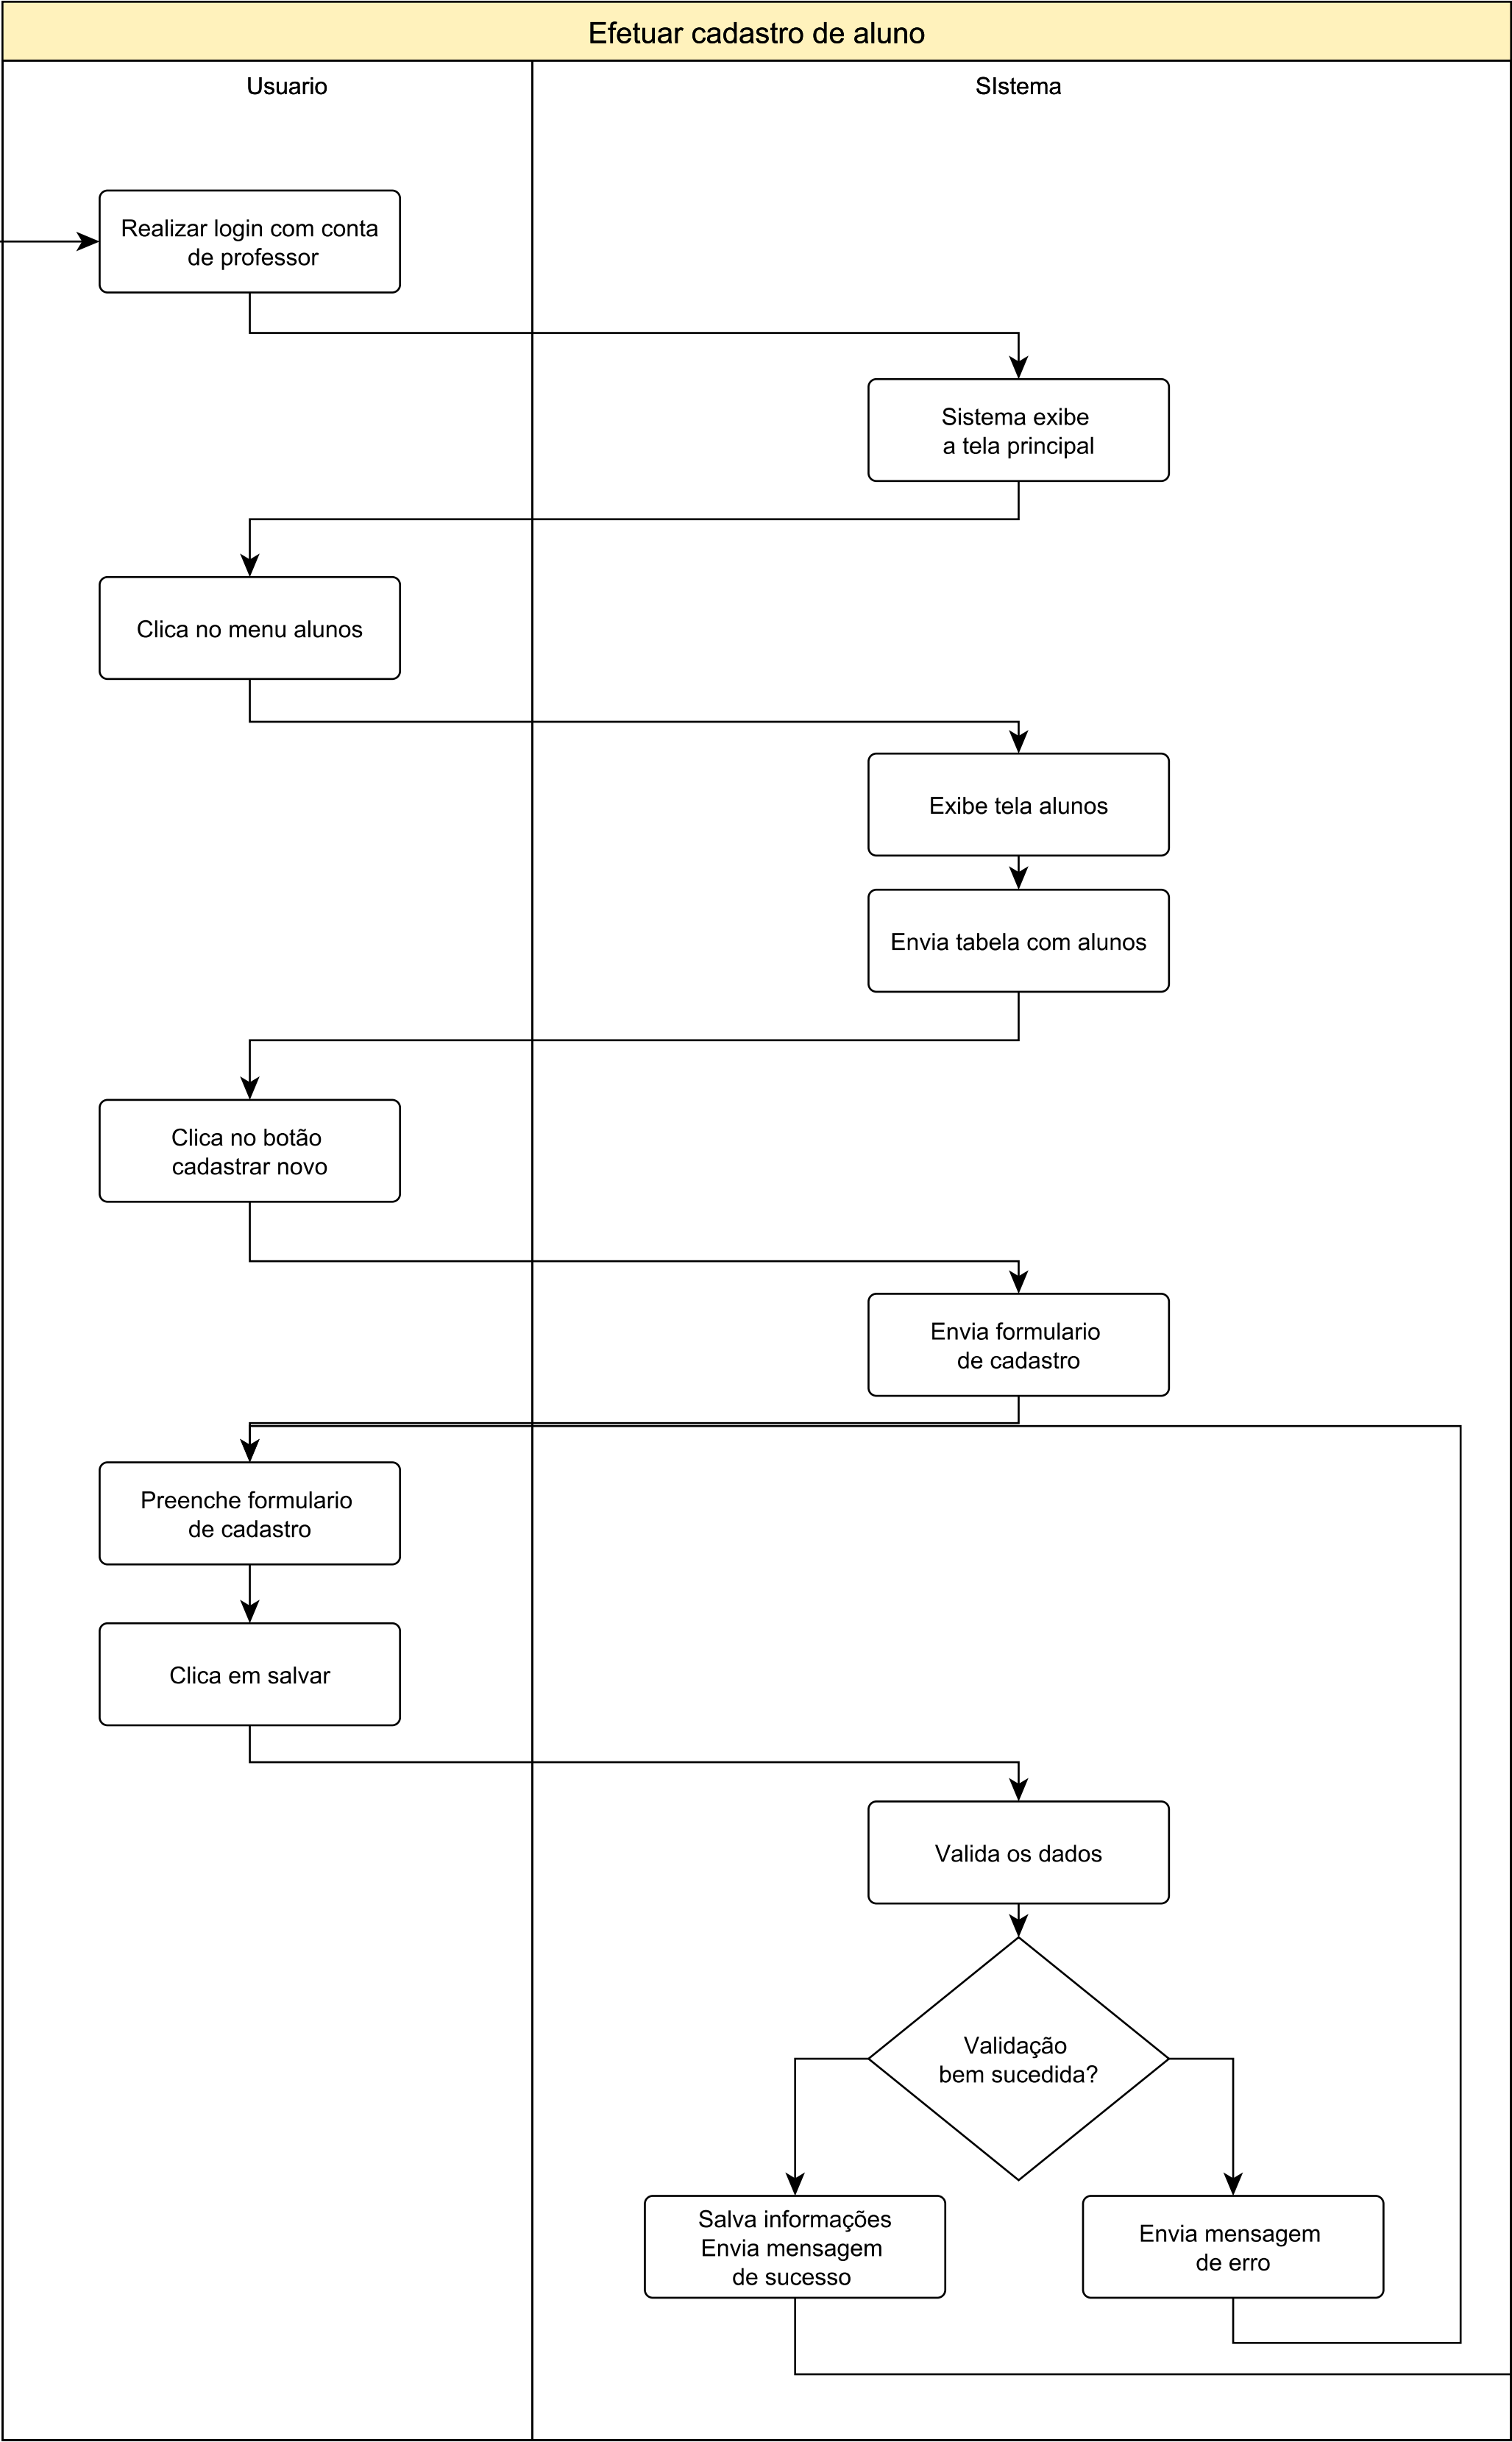 Efetuar cadastro de aluno
Usuario
SIstema
Realizar login com conta
de professor
Sistema exibe
a tela principal
Clica no menu alunos
Exibe tela alunos
Envia tabela com alunos
Clica no botão
cadastrar novo
Envia formulario
de cadastro
Preenche formulario
de cadastro
Clica em salvar
Valida os dados
Validação
bem sucedida?
Salva informações
Envia mensagem
de sucesso
Envia mensagem
de erro